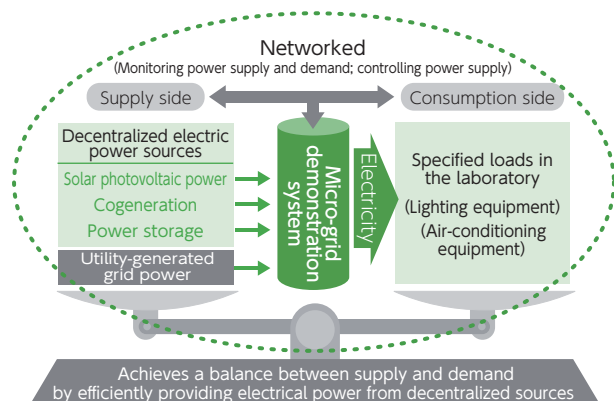 Networked
(Monitoring power supply and demand; controlling power supply)
Supply side
Consumption side
Decentralized electric
power sources
Solar photovoltaic power
Cogeneration
Power storage
Utility-generated
grid power
Micro-grid
demonstration
system
Electricity
Specified loads in
the laboratory
(Lighting equipment)
(Air-conditioning
equipment)
Achieves a balance between supply and demand
by efficiently providing electrical power from decentralized sources